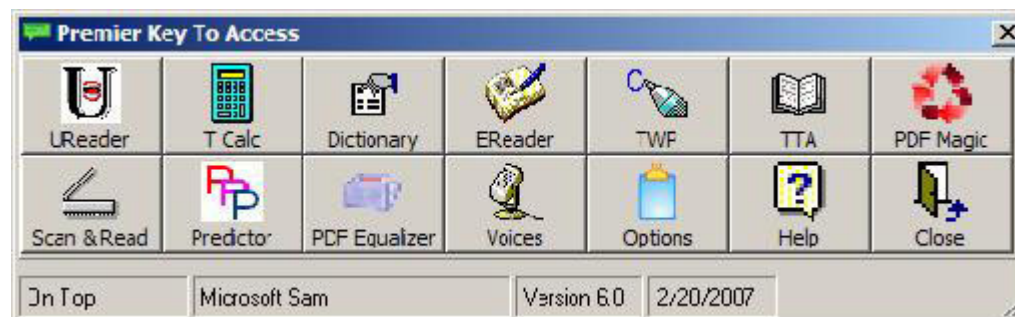 Premier Key To Access
UReader T Calc Dictionary EReader TWP TTA PDF Magic
Scan & Read Predictor PDF Equalizer Voices Options Help Close
On Top Microsoft Sam Version 6.0 2/20/2007